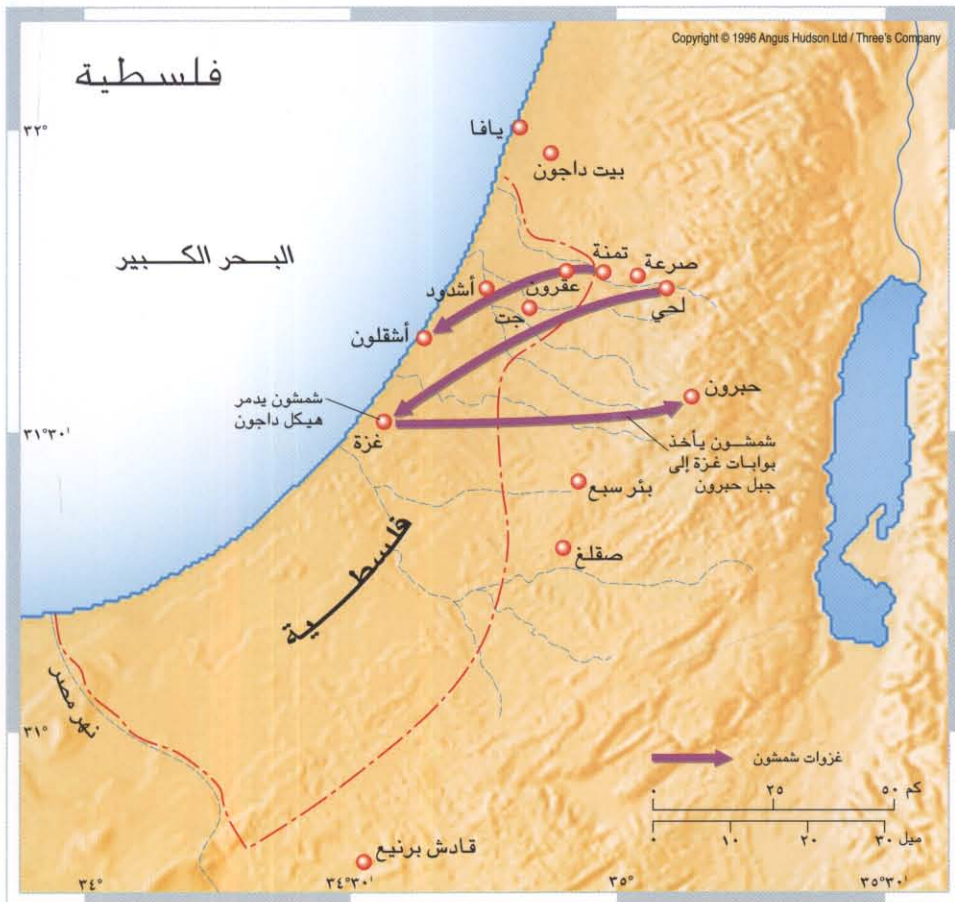 Copyright © 1996 Angus Hudson Ltd / Three's Company
فلسطية
٣٢°
يافا
بيت داجون
البحر الكبير
تمنة
صرعة
عقرون
أشدود
لحي
جت
أشقلون
حبرون
شمشون يدمر
هيكل داجون
٣١°٣٠'
غزة
شمشون يأخذ
بوابات غزة إلى
جبل حبرون
بئر سبع
صقلغ
فلسطية
نهر مصر
٣١°
غزوات شمشون
٠ ٢٥ ٥٠ كم
٠ ١٠ ٢٠ ٣٠ ميل
قادش برنيع
٣٤°
٣٤°٣٠'
٣٥°
٣٥°٣٠'